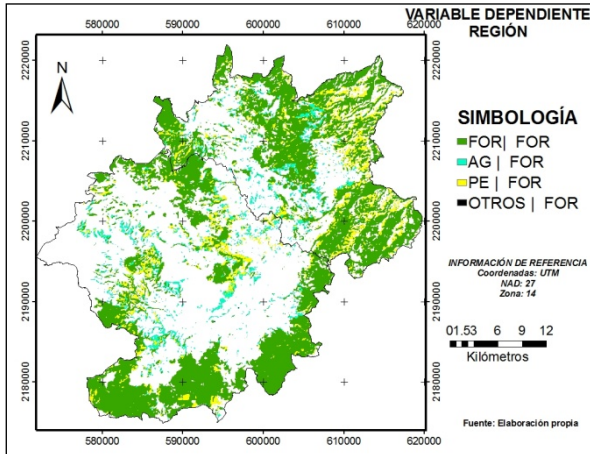 VARIABLE DEPENDIENTE
REGIÓN
580000 590000 600000 610000 620000
2220000
2210000
2200000
2190000
2180000
N
SIMBOLOGÍA
FOR| FOR
AG | FOR
PE | FOR
OTROS | FOR
INFORMACIÓN DE REFERENCIA
Coordenadas: UTM
NAD: 27
Zona: 14
01.53 6 9 12
Kilómetros
Fuente: Elaboración propia
2220000
2210000
2200000
2190000
2180000
580000 590000 600000 610000 620000